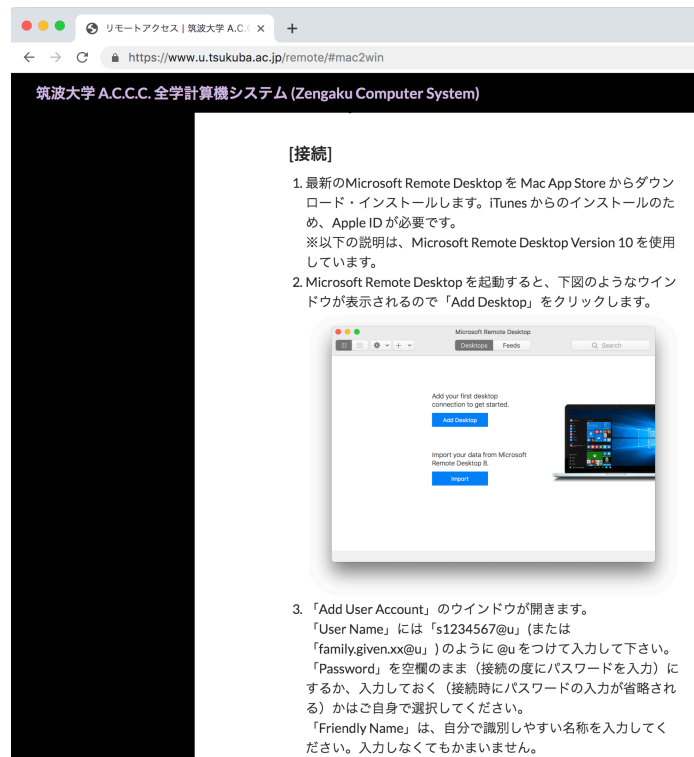 リモートアクセス | 筑波大学 A.C.C
https://www.u.tsukuba.ac.jp/remote/#mac2win
筑波大学 A.C.C.C. 全学計算機システム (Zengaku Computer System)
[接続]
1. 最新のMicrosoft Remote Desktop を Mac App Store からダウン
ロード・インストールします。iTunes からのインストールのた
め、Apple ID が必要です。
※以下の説明は、Microsoft Remote Desktop Version 10 を使用
しています。
2. Microsoft Remote Desktop を起動すると、下図のようなウイン
ドウが表示されるので「Add Desktop」をクリックします。
Microsoft Remote Desktop
Desktops Feeds Search
Add your first desktop
connection to get started.
Add Desktop
Import your data from Microsoft
Remote Desktop 8.
Import
3. 「Add User Account」のウインドウが開きます。
「User Name」には「s1234567@u」(または
「family.given.xx@u」) のように @u をつけて入力して下さい。
「Password」を空欄のまま（接続の度にパスワードを入力）に
するか、入力しておく（接続時にパスワードの入力が省略され
る）かはご自身で選択してください。
「Friendly Name」は、自分で識別しやすい名称を入力してく
ださい。入力しなくてもかまいません。